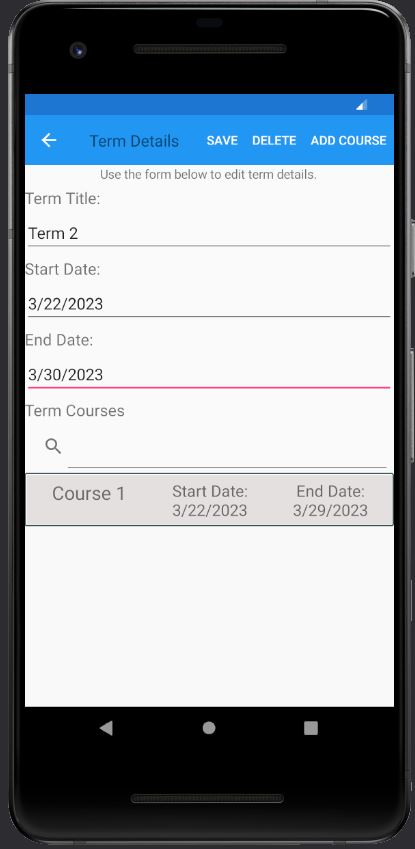 Term Details SAVE DELETE ADD COURSE
Use the form below to edit term details.
Term Title:
Term 2
Start Date:
3/22/2023
End Date:
3/30/2023
Term Courses
Course 1 Start Date: End Date:
3/22/2023 3/29/2023